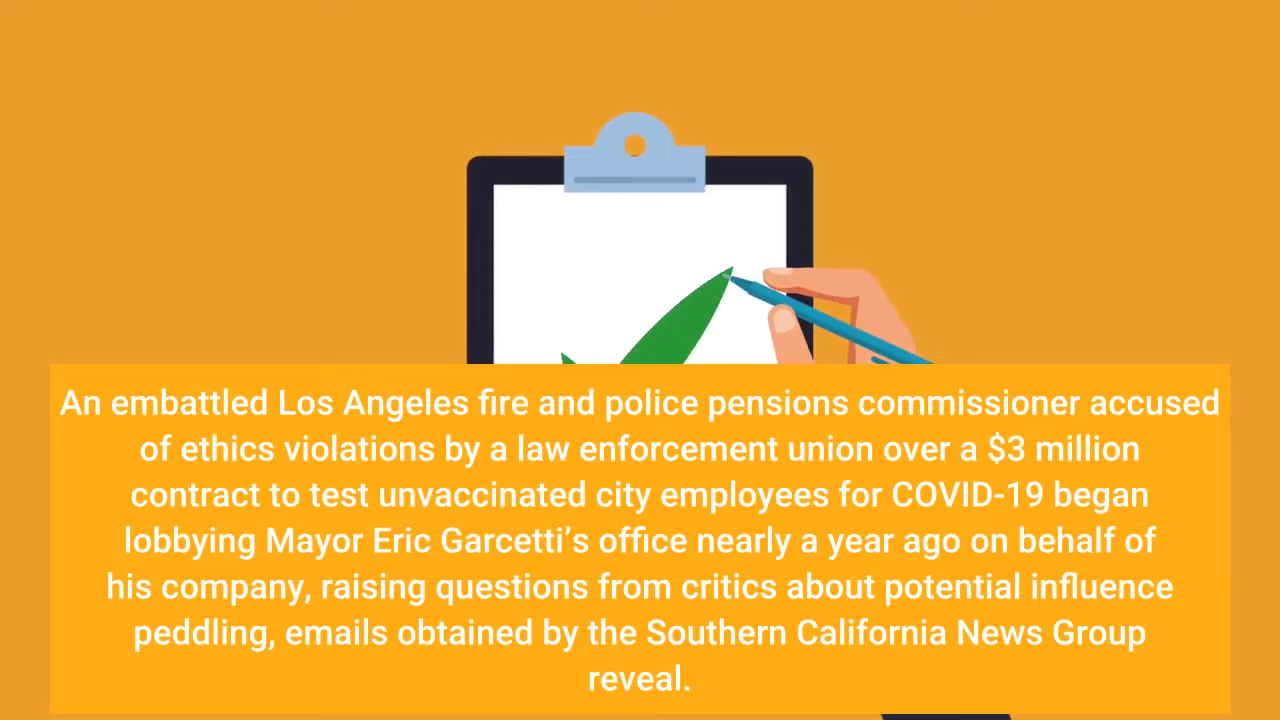 An embattled Los Angeles fire and police pensions commissioner accused
of ethics violations by a law enforcement union over a $3 million
contract to test unvaccinated city employees for COVID-19 began
lobbying Mayor Eric Garcetti’s office nearly a year ago on behalf of
his company, raising questions from critics about potential influence
peddling, emails obtained by the Southern California News Group
reveal.